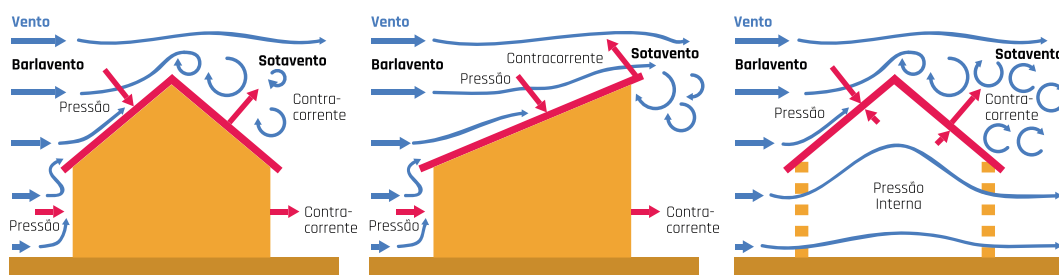 Vento
Barlavento
Sotavento
Pressão
Contra-
corrente
Pressão
Contra-
corrente
Vento
Barlavento
Contracorrente
Sotavento
Pressão
Pressão
Contra-
corrente
Vento
Barlavento
Sotavento
Pressão
Contra-
corrente
Pressão
Interna